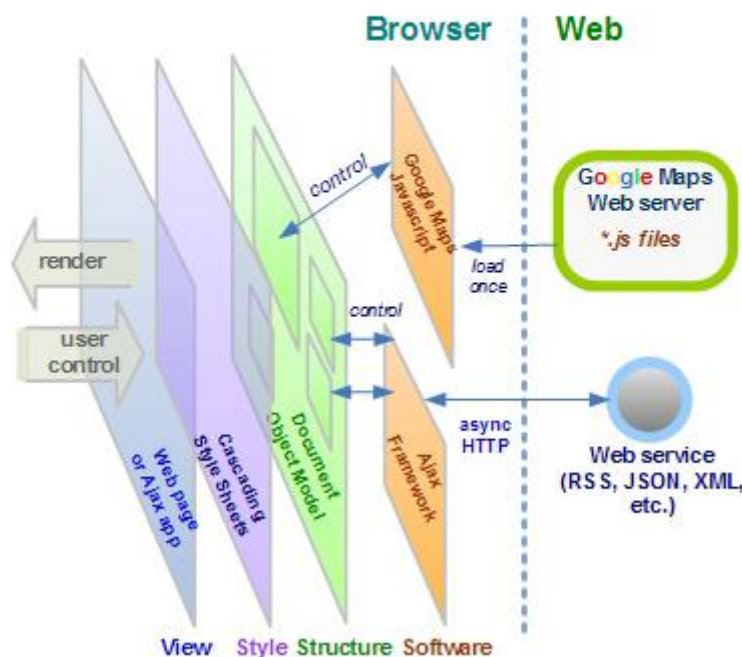 Browser
Web
control
Google Maps
Javascript
Google Maps
Web server
*.js files
load
once
render
user
control
control
async
HTTP
Web service
(RSS, JSON, XML,
etc.)
Web page
or Ajax app
Cascading
Style Sheets
Document
Object Model
Ajax
Framework
View
Style
Structure
Software